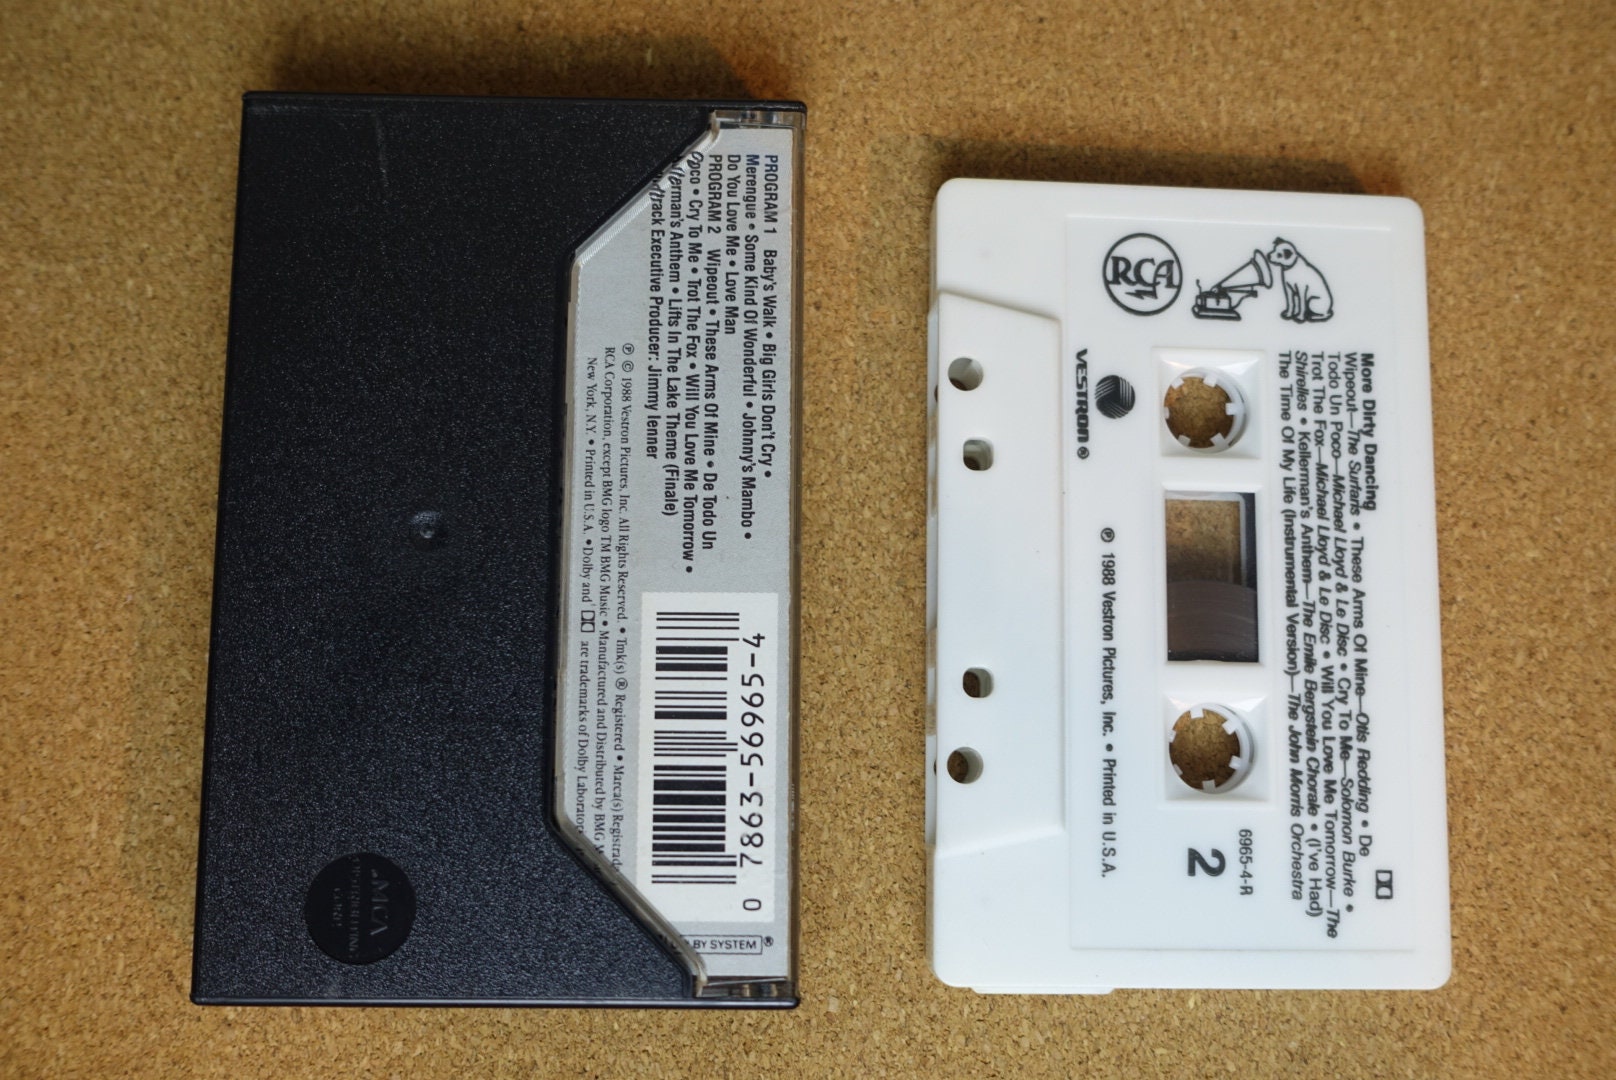 PROGRAM 1 Baby's Walk • Big Girls Don't Cry •
Merengue • Some Kind Of Wonderful • Johnny's Mambo •
Do You Love Me • Love Man
PROGRAM 2 Wipeout • These Arms Of Mine • De Todo Un
Poco • Cry To Me • Trot The Fox • Will You Love Me Tomorrow •
Kellerman's Anthem • Lifts In The Lake Theme (Finale)
Soundtrack Executive Producer: Jimmy Ienner
℗ © 1988 Vestron Pictures, Inc. All Rights Reserved. • Tmk(s) ® Registered • Marca(s) Registrada
RCA Corporation, except BMG logo TM BMG Music • Manufactured and Distributed by BMG
New York, N.Y. • Printed in U.S.A. • Dolby and are trademarks of Dolby
0 7863-56965-4
DOLBY SYSTEM ®
MCA
DISTRIBUTING
CORP.
RCA
More Dirty Dancing
Wipeout—The Surfaris • These Arms Of Mine—Otis Redding • De
Todo Un Poco—Michael Lloyd & Le Disc • Cry To Me—Solomon Burke •
Trot The Fox—Michael Lloyd & Le Disc • Will You Love Me Tomorrow—The
Shirelles • Kellerman's Anthem—The Emile Bergstein Chorale • (I've Had)
The Time Of My Life (Instrumental Version)—The John Morris Orchestra
6965-4-R
2
VESTRON ®
℗ 1988 Vestron Pictures, Inc. • Printed in U.S.A.